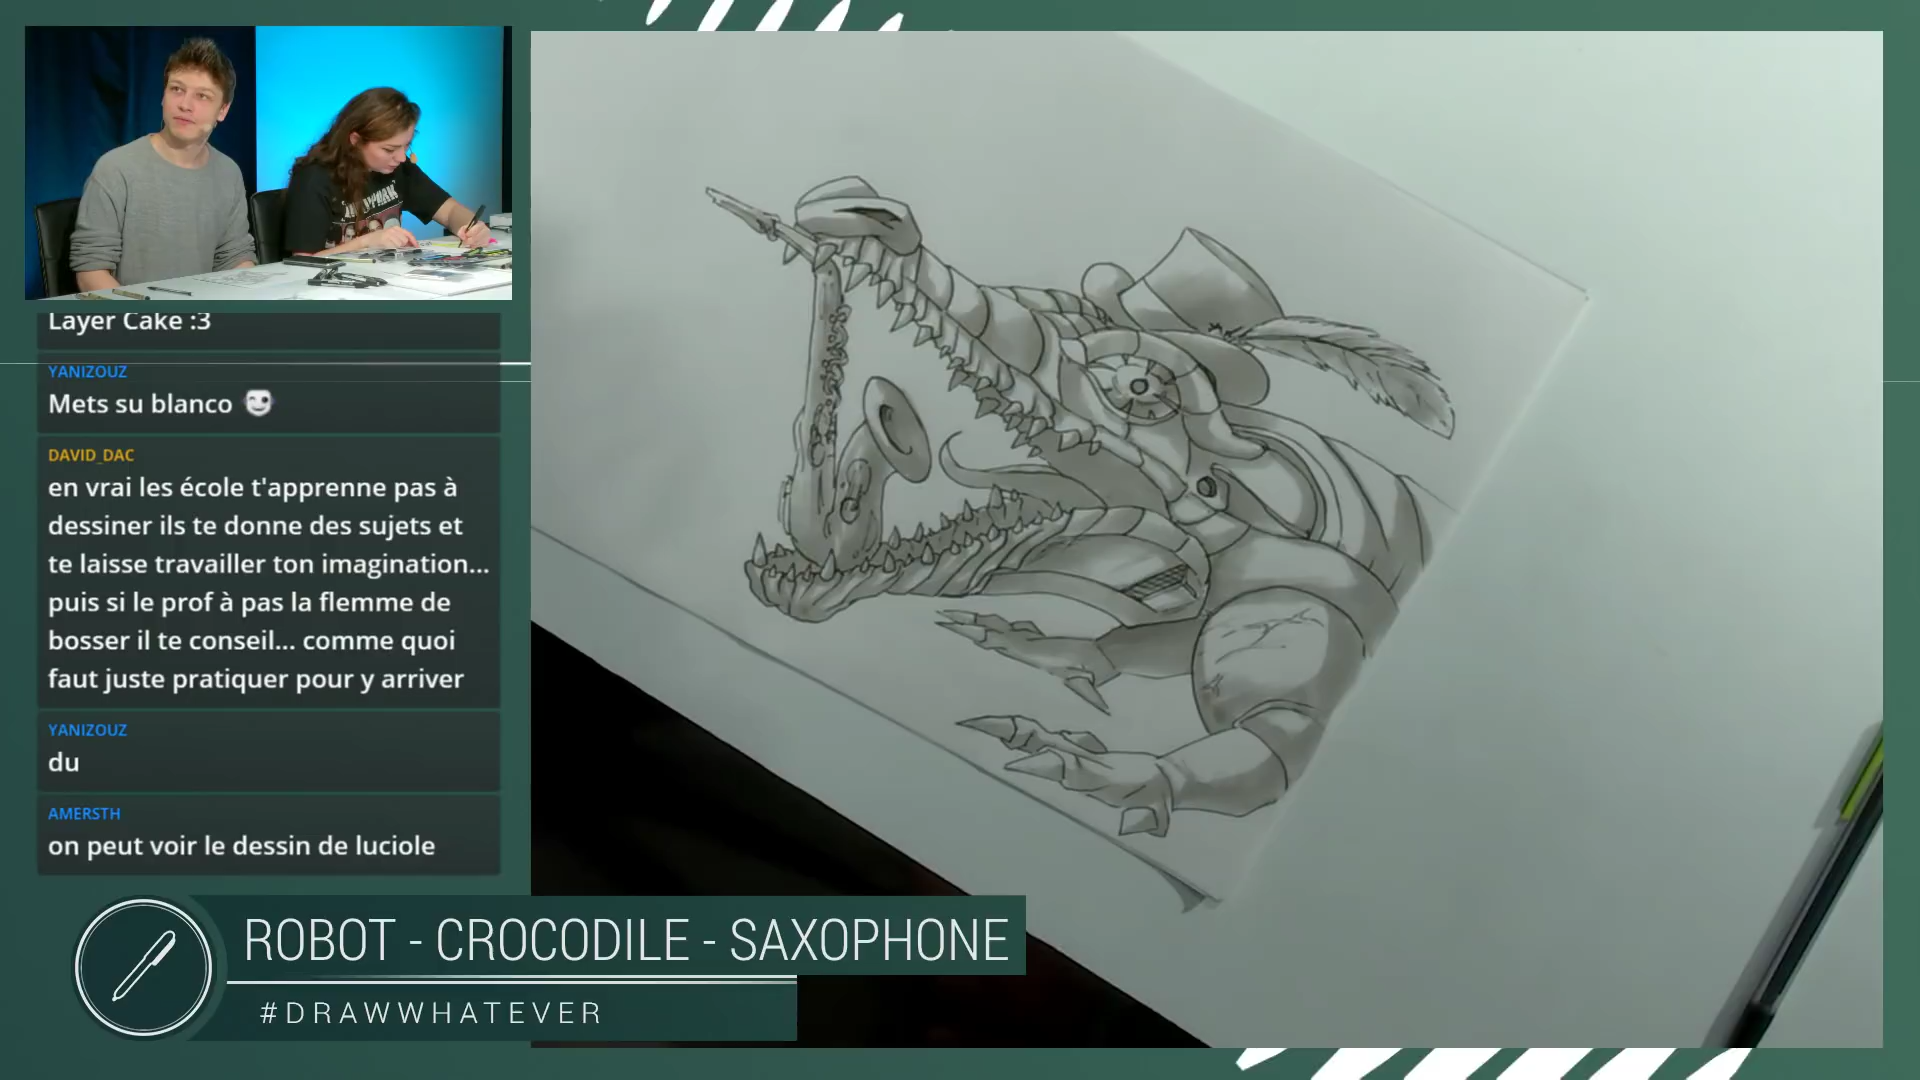 Layer Cake :3
YANIZOUZ
Mets su blanco
DAVID_DAC
en vrai les école t'apprenne pas à
dessiner ils te donne des sujets et
te laisse travailler ton imagination...
puis si le prof à pas la flemme de
bosser il te conseil... comme quoi
faut juste pratiquer pour y arriver
YANIZOUZ
du
AMERSTH
on peut voir le dessin de luciole
ROBOT - CROCODILE - SAXOPHONE
#DRAWWHATEVER